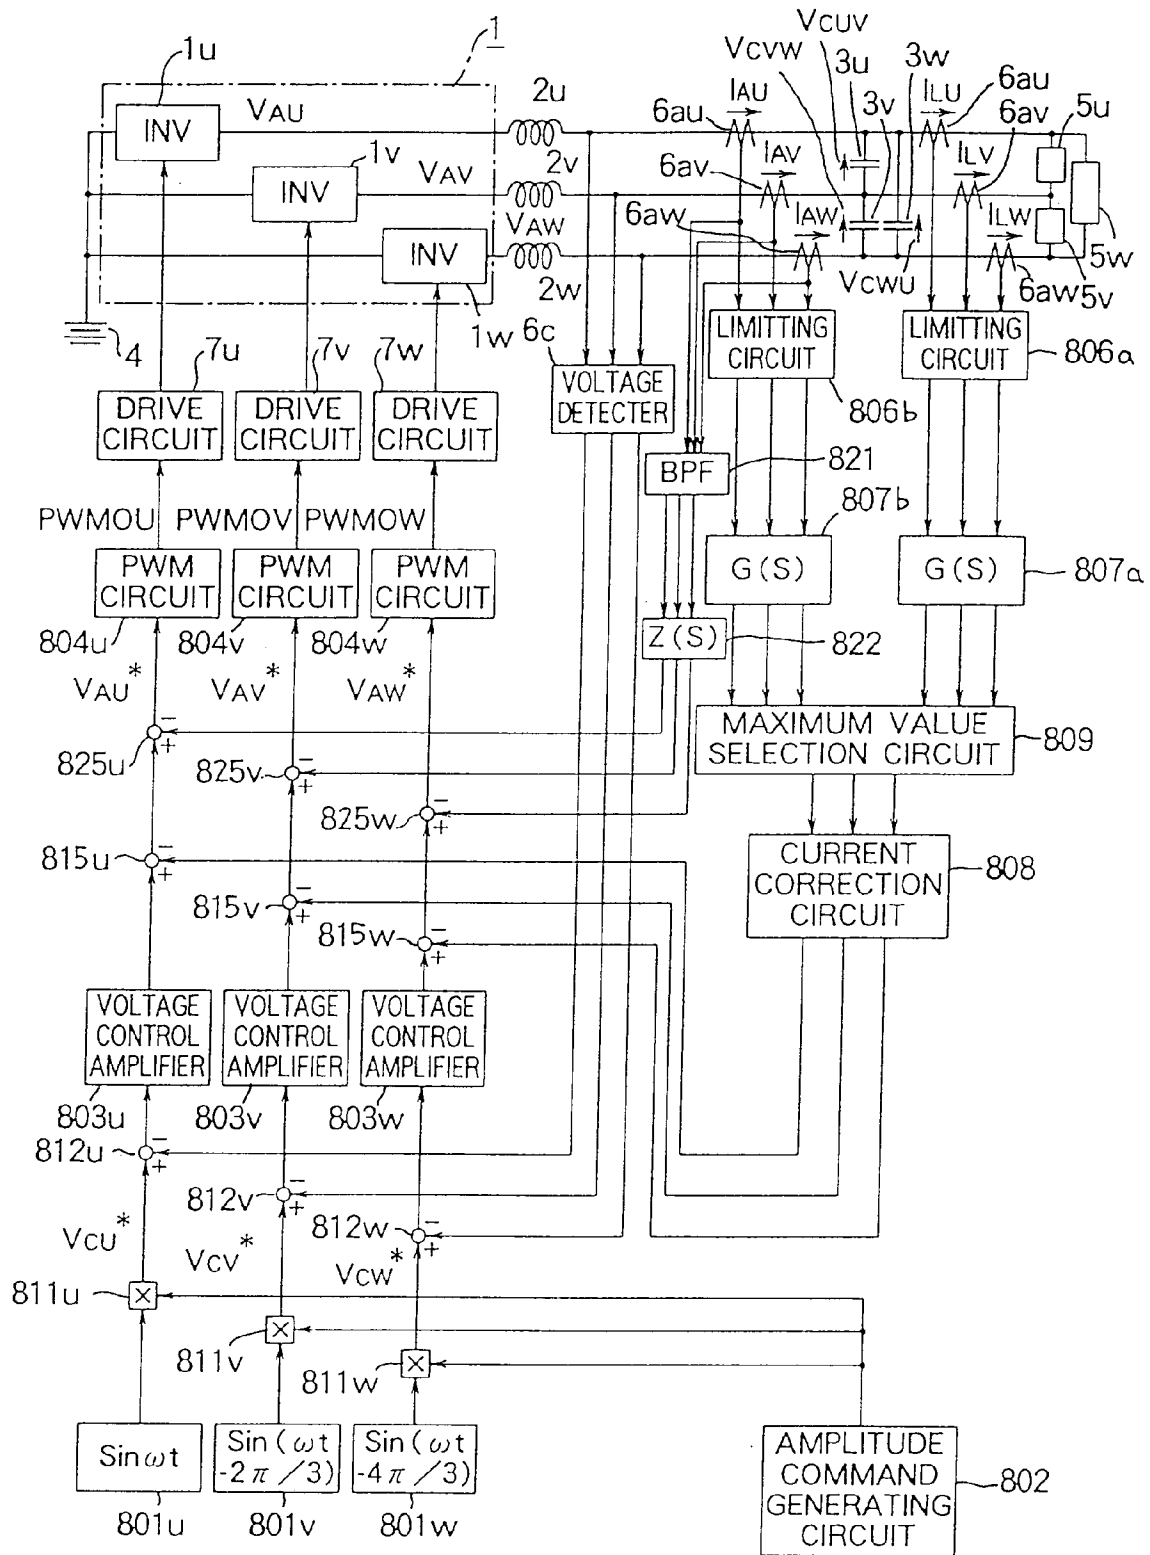 VCUV
1
VCVW
3u
3w
1u
2u
IAU
3v
ILU
6au
INV
VAU
6au
6av
5u
1v
2v
IAV
ILV
INV
VAV
6av
VAW
6aw
IAW
ILW
INV
2w
VCWU
6aw
5v
5w
4
1w
6c
LIMITTING
CIRCUIT
LIMITTING
CIRCUIT
806a
7u
7v
7w
806b
DRIVE
CIRCUIT
DRIVE
CIRCUIT
DRIVE
CIRCUIT
VOLTAGE
DETECTER
BPF
821
807b
PWMOU
PWMOV
PWMOW
PWM
CIRCUIT
PWM
CIRCUIT
PWM
CIRCUIT
G(S)
G(S)
807a
804u
804v
804w
Z(S)
822
VAU*
VAV*
VAW*
MAXIMUM VALUE
SELECTION CIRCUIT
809
−
+
825u
−
+
825v
−
+
825w
−
+
815u
CURRENT
CORRECTION
CIRCUIT
808
−
+
815v
−
+
815w
VOLTAGE
CONTROL
AMPLIFIER
VOLTAGE
CONTROL
AMPLIFIER
VOLTAGE
CONTROL
AMPLIFIER
803u
803v
803w
−
+
812u
−
+
812v
−
+
812w
VCU*
VCV*
VCW*
811u
×
811v
×
811w
×
Sinωt
Sin(ωt
-2π/3)
Sin(ωt
-4π/3)
801u
801v
801w
AMPLITUDE
COMMAND
GENERATING
CIRCUIT
802